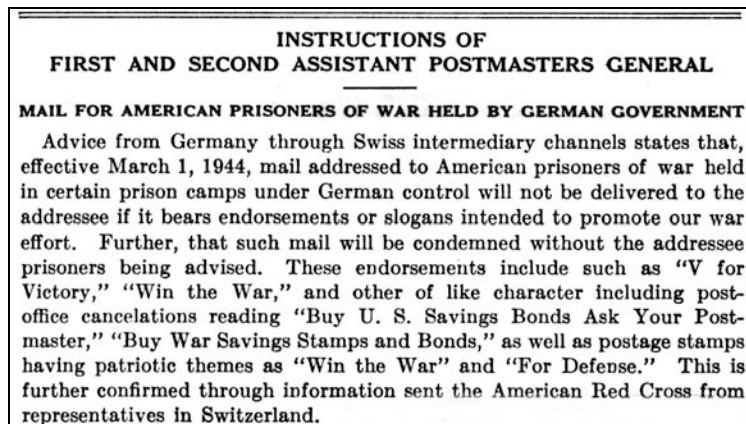 INSTRUCTIONS OF
FIRST AND SECOND ASSISTANT POSTMASTERS GENERAL
MAIL FOR AMERICAN PRISONERS OF WAR HELD BY GERMAN GOVERNMENT
Advice from Germany through Swiss intermediary channels states that,
effective March 1, 1944, mail addressed to American prisoners of war held
in certain prison camps under German control will not be delivered to the
addressee if it bears endorsements or slogans intended to promote our war
effort. Further, that such mail will be condemned without the addressee
prisoners being advised. These endorsements include such as “V for
Victory,” “Win the War,” and other of like character including post-
office cancelations reading “Buy U. S. Savings Bonds Ask Your Post-
master,” “Buy War Savings Stamps and Bonds,” as well as postage stamps
having patriotic themes as “Win the War” and “For Defense.” This is
further confirmed through information sent the American Red Cross from
representatives in Switzerland.